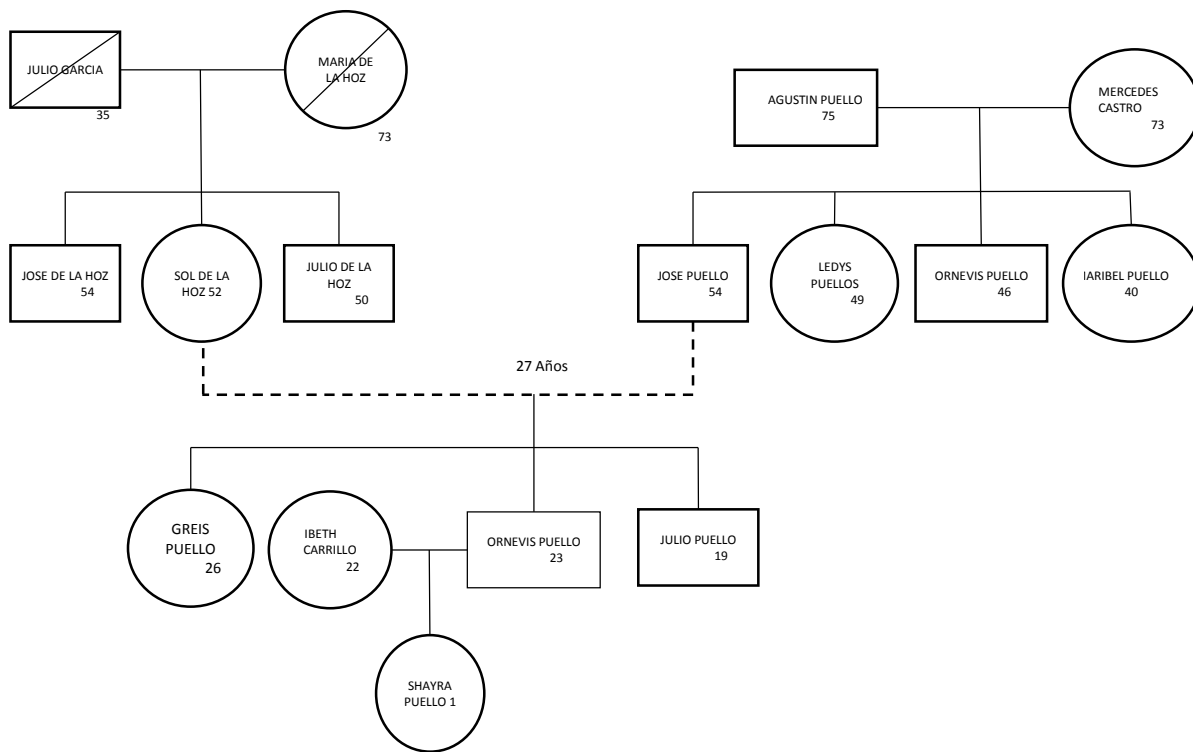 JULIO GARCIA
35
MARIA DE
LA HOZ
73
AGUSTIN PUELLO
75
MERCEDES
CASTRO
73
JOSE DE LA HOZ
54
SOL DE LA
HOZ 52
JULIO DE LA
HOZ
50
JOSE PUELLO
54
LEDYS
PUELLOS
49
ORNEVIS PUELLO
46
IARIBEL PUELLO
40
27 Años
GREIS
PUELLO
26
IBETH
CARRILLO
22
ORNEVIS PUELLO
23
JULIO PUELLO
19
SHAYRA
PUELLO 1